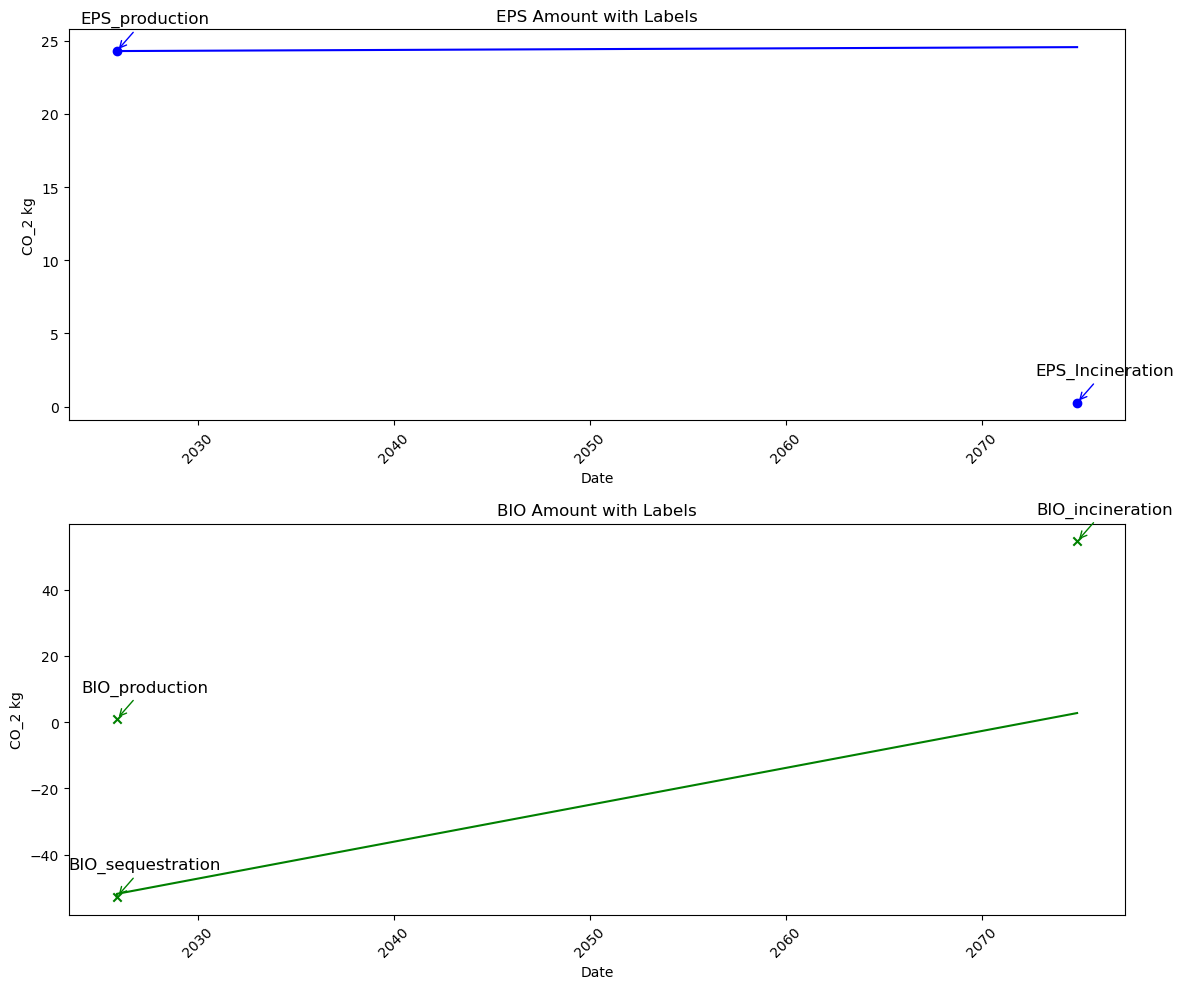 EPS Amount with Labels
EPS_production
25
20
15
10
5
0
CO_2 kg
EPS_Incineration
2030
2040
2050
2060
2070
Date
BIO Amount with Labels
BIO_incineration
40
20
0
−20
−40
CO_2 kg
BIO_production
BIO_sequestration
2030
2040
2050
2060
2070
Date